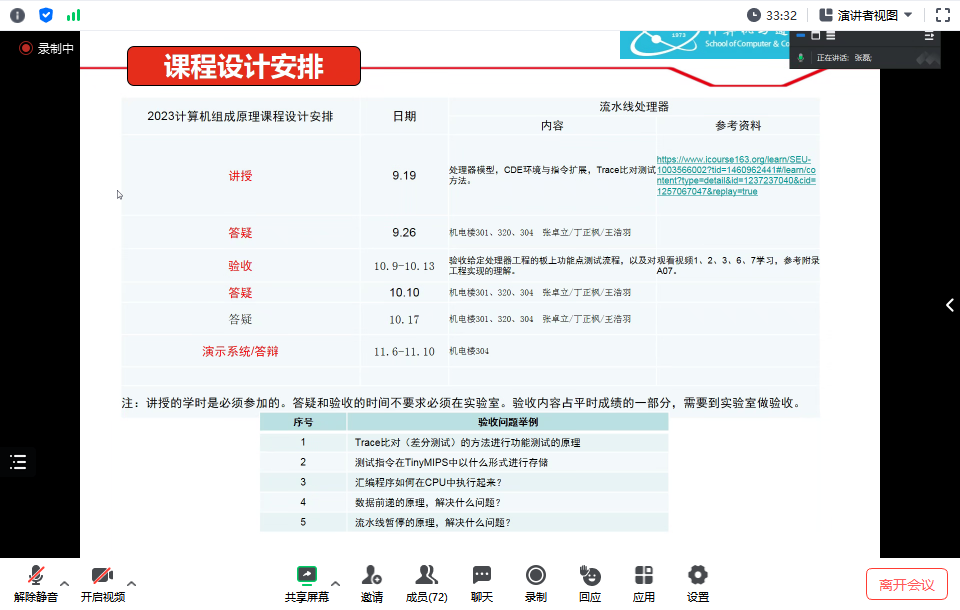 33:32
演讲者视图
录制中
课程设计安排
1973
School of Computer &
正在讲话: 张磊;
2023计算机组成原理课程设计安排
日期
流水线处理器
内容
参考资料
讲授
9.19
处理器模型，CDE环境与指令扩展，Trace比对测试
方法。
https://www.icourse163.org/learn/SEU-
1003566002?tid=1460962441#/learn/co
ntent?type=detail&id=1237237040&cid=
1257067047&replay=true
答疑
9.26
机电楼301、320、304 张卓立/丁正枫/王浩羽
验收
10.9-10.13
验收给定处理器工程的板上功能点测试流程，以及对
工程实现的理解。
观看视频1、2、3、6、7学习，参考附录
A07。
答疑
10.10
机电楼301、320、304 张卓立/丁正枫/王浩羽
答疑
10.17
机电楼301、320、304 张卓立/丁正枫/王浩羽
演示系统/答辩
11.6-11.10
机电楼304
注：讲授的学时是必须参加的。答疑和验收的时间不要求必须在实验室。验收内容占平时成绩的一部分，需要到实验室做验收。
序号
验收问题举例
1
Trace比对（差分测试）的方法进行功能测试的原理
2
测试指令在TinyMIPS中以什么形式进行存储
3
汇编程序如何在CPU中执行起来?
4
数据前递的原理，解决什么问题?
5
流水线暂停的原理，解决什么问题?
解除静音
开启视频
共享屏幕
邀请
成员(72)
聊天
录制
回应
应用
设置
离开会议